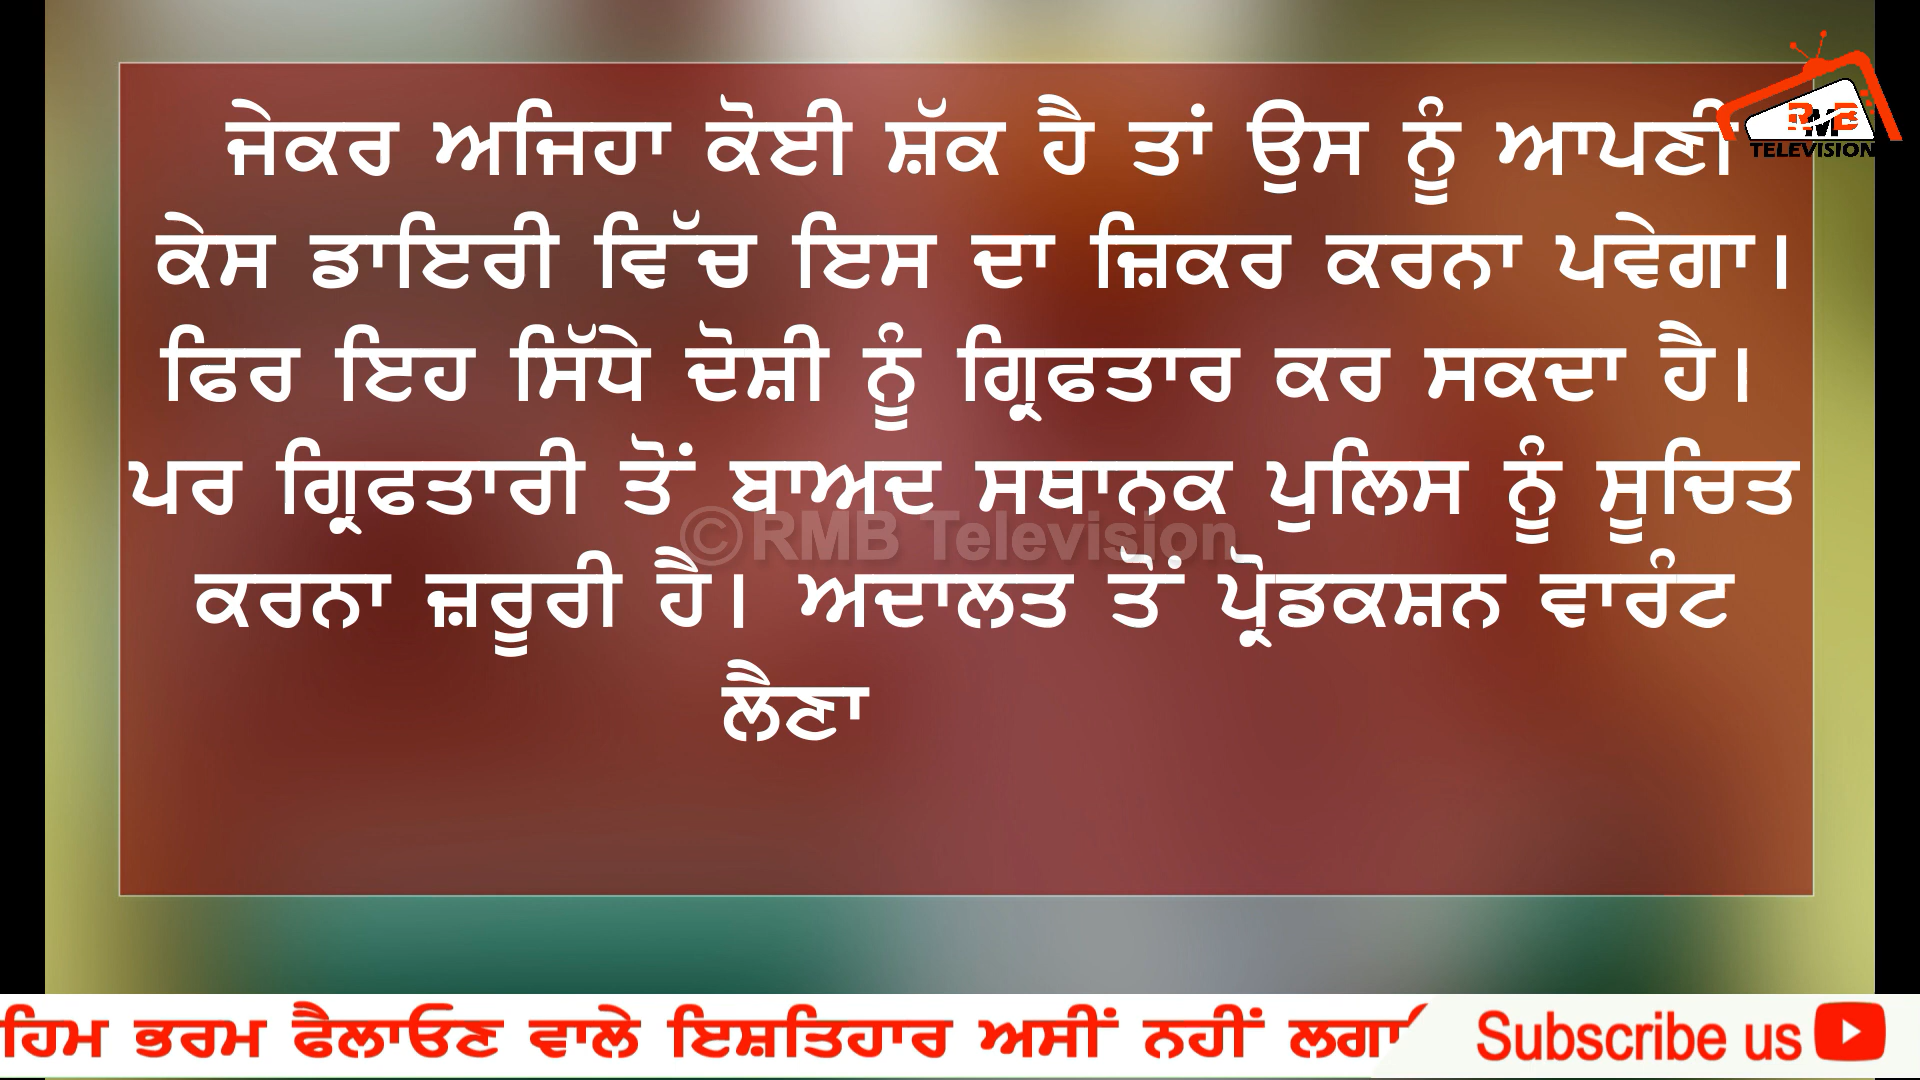 ਜੇਕਰ ਅਜਿਹਾ ਕੋਈ ਸ਼ੱਕ ਹੈ ਤਾਂ ਉਸ ਨੂੰ ਆਪਣੀ
RMB
TELEVISION
ਕੇਸ ਡਾਇਰੀ ਵਿੱਚ ਇਸ ਦਾ ਜ਼ਿਕਰ ਕਰਨਾ ਪਵੇਗਾ।
ਫਿਰ ਇਹ ਸਿੱਧੇ ਦੋਸ਼ੀ ਨੂੰ ਗ੍ਰਿਫਤਾਰ ਕਰ ਸਕਦਾ ਹੈ।
ਪਰ ਗ੍ਰਿਫਤਾਰੀ ਤੋਂ ਬਾਅਦ ਸਥਾਨਕ ਪੁਲਿਸ ਨੂੰ ਸੂਚਿਤ
©RMB Television
ਕਰਨਾ ਜ਼ਰੂਰੀ ਹੈ। ਅਦਾਲਤ ਤੋਂ ਪ੍ਰੋਡਕਸ਼ਨ ਵਾਰੰਟ
ਲੈਣਾ
ਹਿਮ ਭਰਮ ਫੈਲਾਓਣ ਵਾਲੇ ਇਸ਼ਤਿਹਾਰ ਅਸੀਂ ਨਹੀਂ Subscribe us